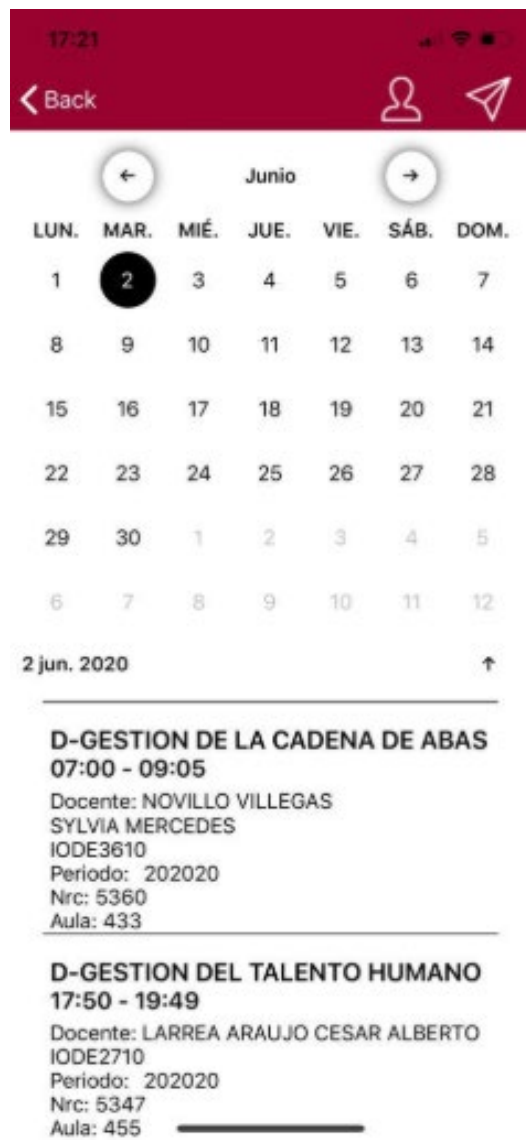 17:21
Back
← Junio →
LUN. MAR. MIÉ. JUE. VIE. SÁB. DOM.
1 2 3 4 5 6 7
8 9 10 11 12 13 14
15 16 17 18 19 20 21
22 23 24 25 26 27 28
29 30 1 2 3 4 5
6 7 8 9 10 11 12
2 jun. 2020 ↑
D-GESTION DE LA CADENA DE ABAS
07:00 - 09:05
Docente: NOVILLO VILLEGAS
SYLVIA MERCEDES
IODE3610
Periodo: 202020
Nrc: 5360
Aula: 433
D-GESTION DEL TALENTO HUMANO
17:50 - 19:49
Docente: LARREA ARAUJO CESAR ALBERTO
IODE2710
Periodo: 202020
Nrc: 5347
Aula: 455